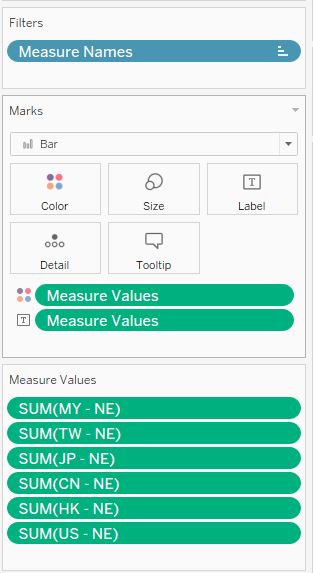 Filters
Measure Names
Marks
Bar
Color Size Label
Detail Tooltip
Measure Values
T Measure Values
Measure Values
SUM(MY - NE)
SUM(TW - NE)
SUM(JP - NE)
SUM(CN - NE)
SUM(HK - NE)
SUM(US - NE)